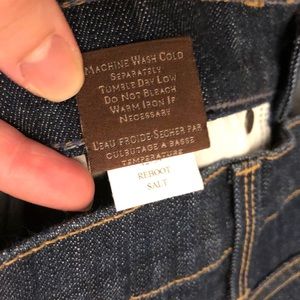 MACHINE WASH COLD
SEPARATELY
TUMBLE DRY LOW
DO NOT BLEACH
WARM IRON IF
NECESSARY
L'EAU FROIDE-SECHER PAR
CULBUTAGE A BASSE
TEMPERATURE
REBOOT
SALT